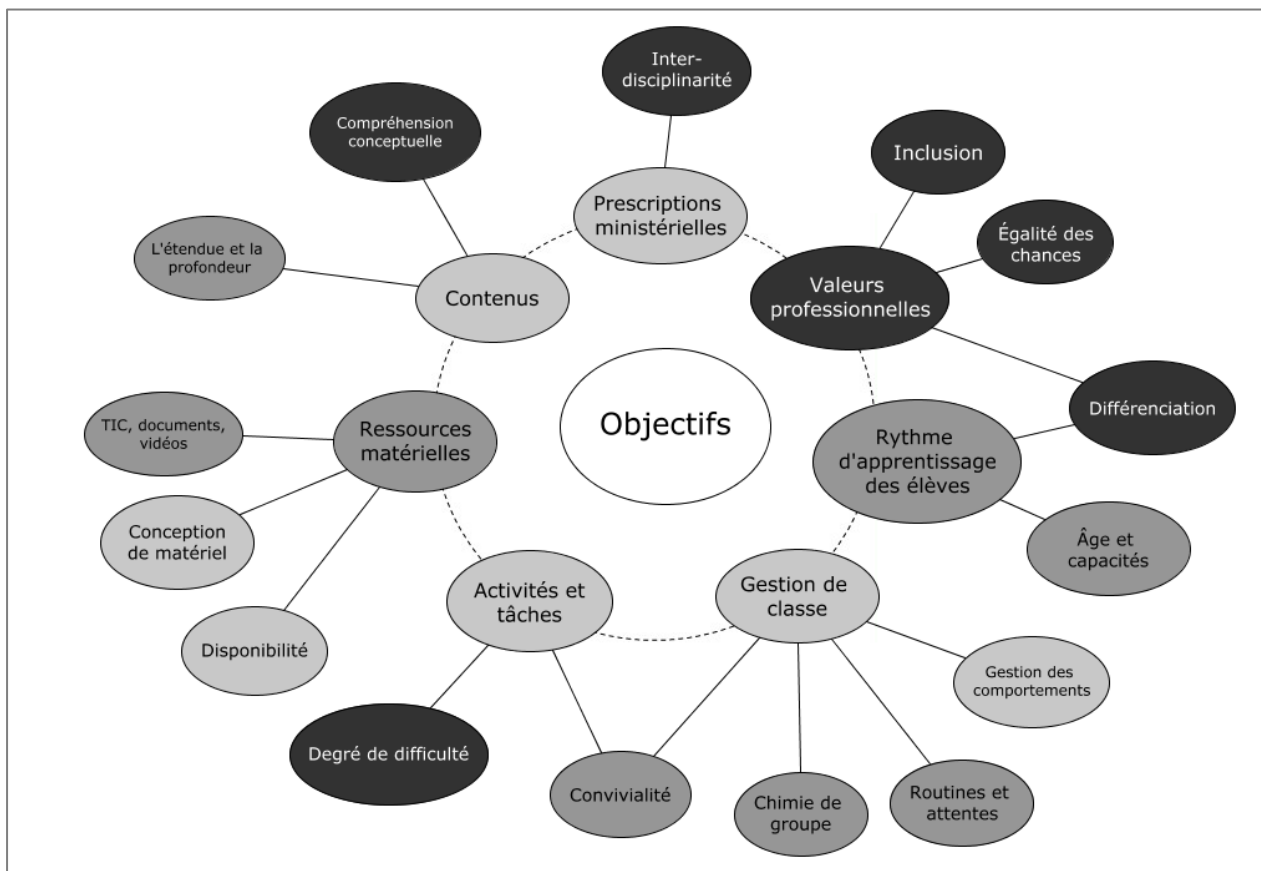 Inter-
disciplinarité
Compréhension
conceptuelle
Inclusion
Prescriptions
ministérielles
L'étendue et la
profondeur
Égalité des
chances
Contenus
Valeurs
professionnelles
Objectifs
Différenciation
TIC, documents,
vidéos
Ressources
matérielles
Rythme
d'apprentissage
des élèves
Conception
de matériel
Âge et
capacités
Activités et
tâches
Gestion de
classe
Disponibilité
Gestion des
comportements
Degré de difficulté
Convivialité
Chimie de
groupe
Routines et
attentes